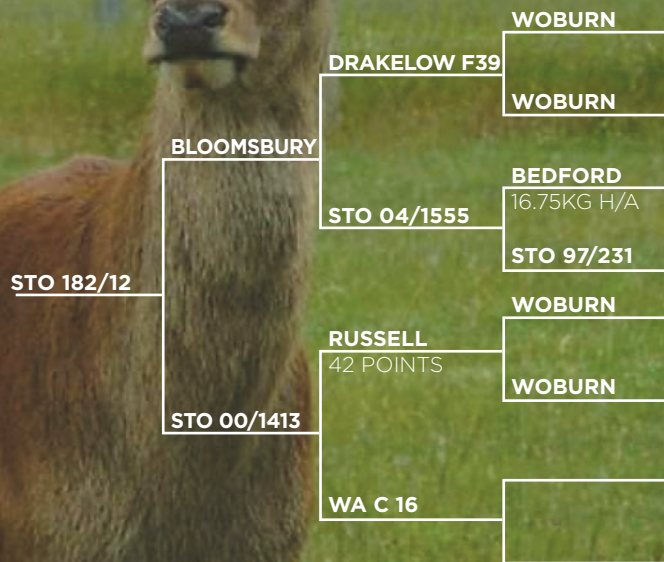 WOBURN
DRAKELOW F39
WOBURN
BLOOMSBURY
BEDFORD
16.75KG H/A
STO 04/1555
STO 97/231
STO 182/12
WOBURN
RUSSELL
42 POINTS
WOBURN
STO 00/1413
WA C 16